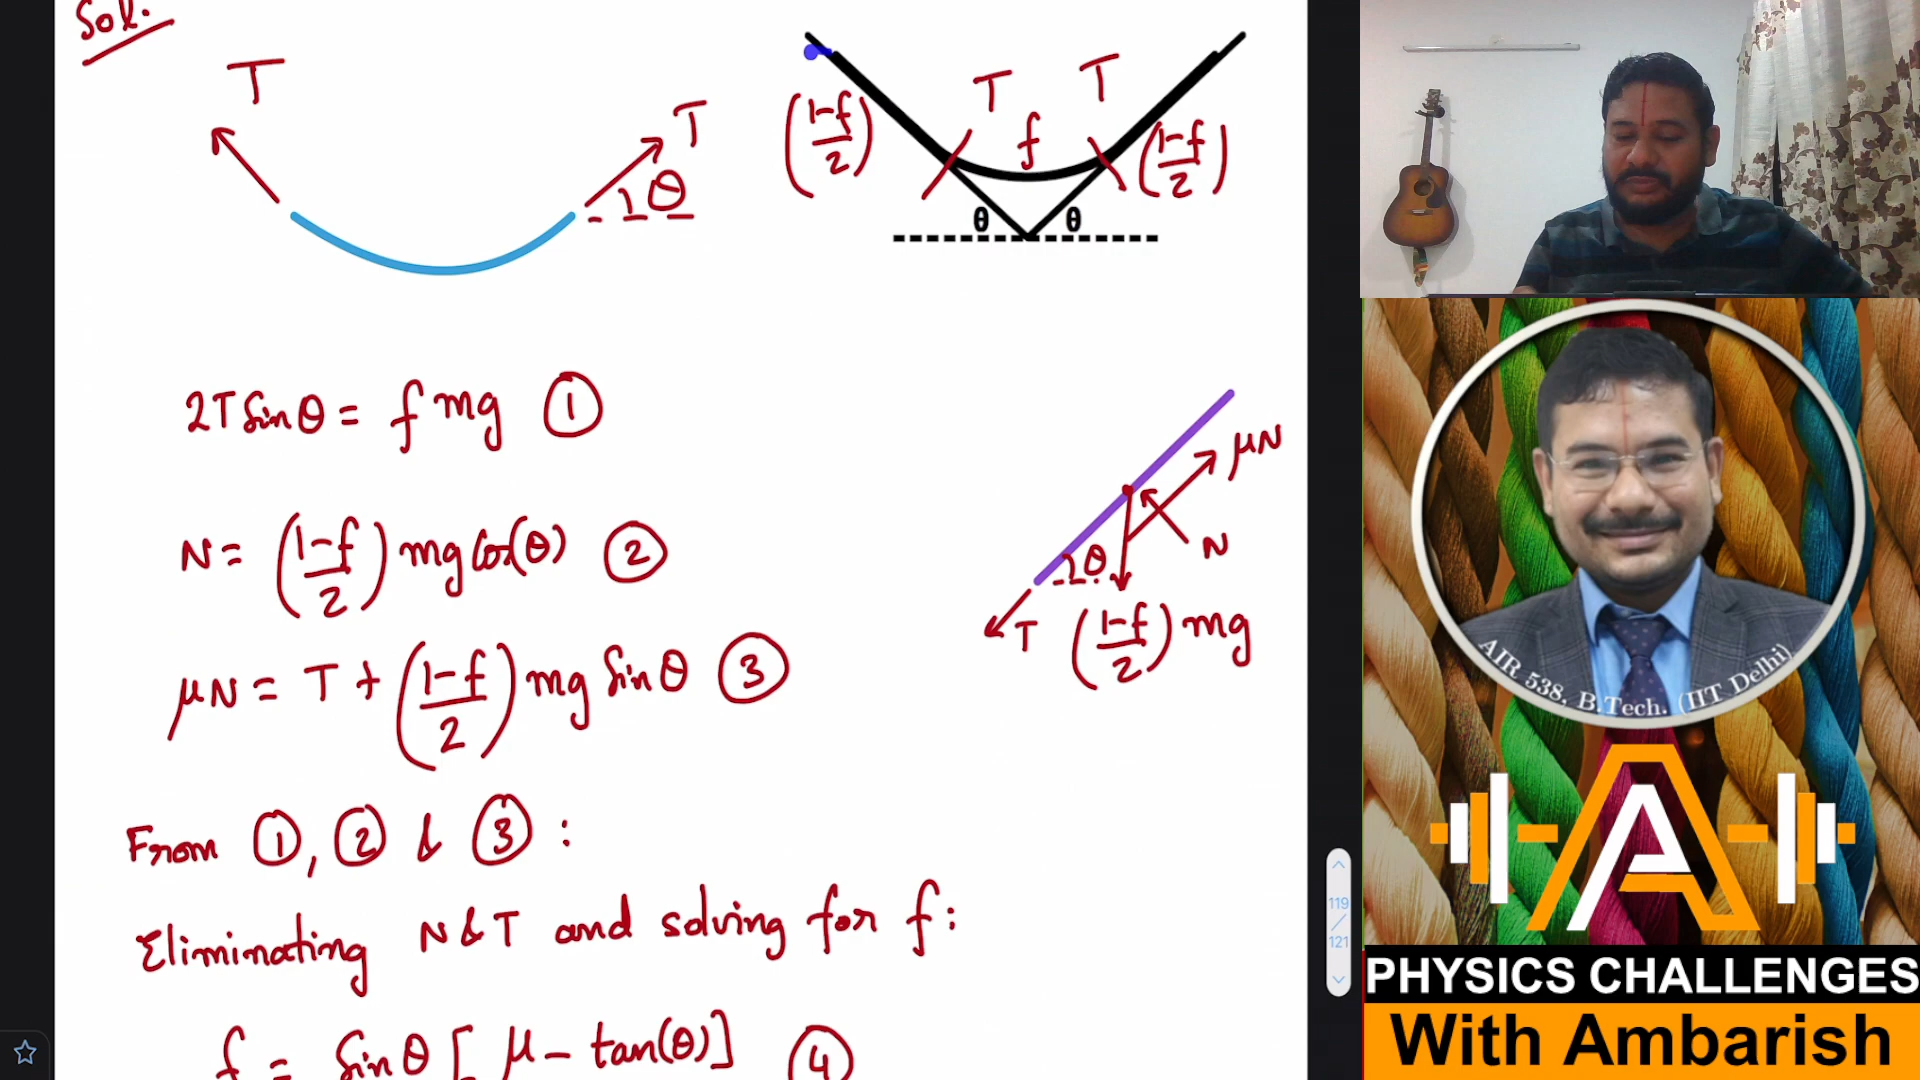 Sol.
T
T
θ
(1-f/2)
T
f
T
(1-f/2)
θ
θ
2T Sinθ = f mg ①
N = (1-f/2) mg Cos(θ) ②
μN = T + (1-f/2) mg Sinθ ③
μN
N
θ
T
(1-f/2) mg
From ①, ② & ③ :
Eliminating N & T and solving for f:
f = Sinθ [μ - tan(θ)] ④
119
/
121
AIR 538, B.Tech. (IIT Delhi)
A
PHYSICS CHALLENGES
With Ambarish